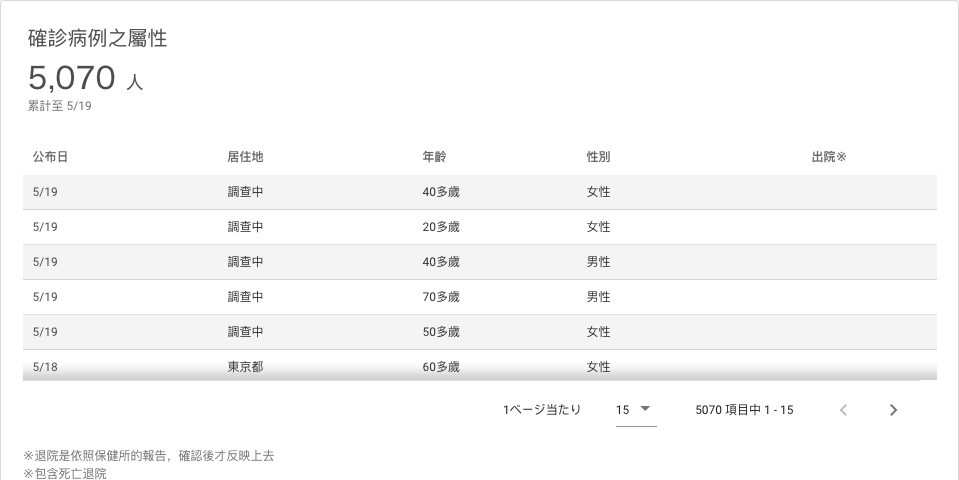 確診病例之屬性
5,070 人
累計至 5/19
公布日 居住地 年齡 性別 出院※
5/19 調查中 40多歲 女性
5/19 調查中 20多歲 女性
5/19 調查中 40多歲 男性
5/19 調查中 70多歲 男性
5/19 調查中 50多歲 女性
5/18 東京都 60多歲 女性
1ページ当たり 15 5070 項目中 1 - 15
※退院是依照保健所的報告，確認後才反映上去
※包含死亡退院